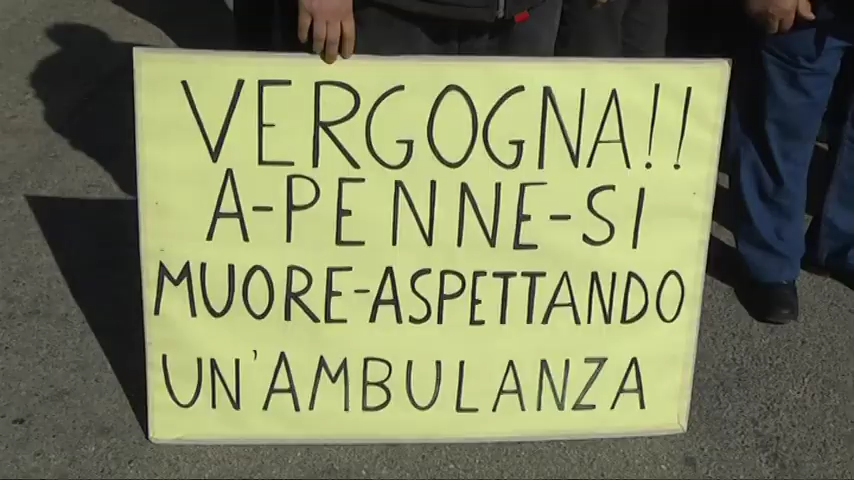 VERGOGNA!!
A-PENNE-SI
MUORE-ASPETTANDO
UN'AMBULANZA